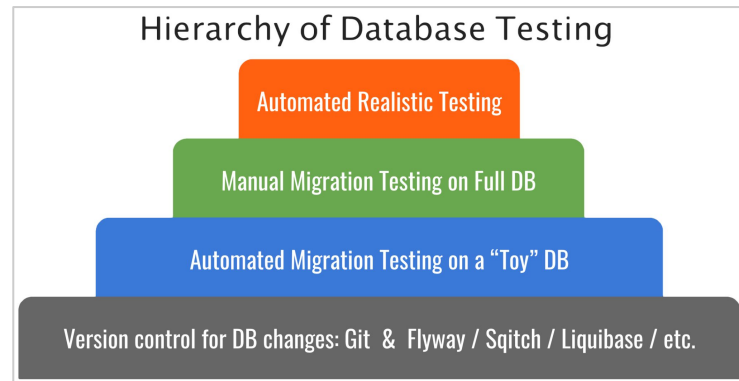 Hierarchy of Database Testing
Automated Realistic Testing
Manual Migration Testing on Full DB
Automated Migration Testing on a “Toy” DB
Version control for DB changes: Git & Flyway / Sqitch / Liquibase / etc.